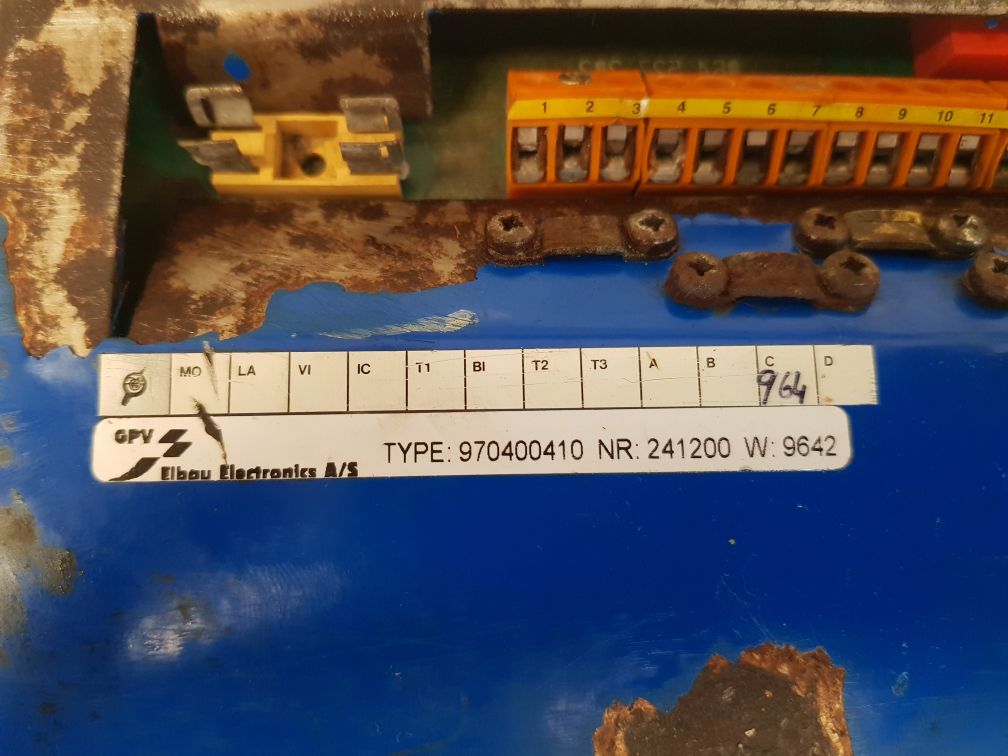 1 2 3 4 5 6 7 8 9 10 11
MO LA VI IC T1 BI T2 T3 A B C D
964
GPV
Elbau Electronics A/S
TYPE: 970400410 NR: 241200 W: 9642